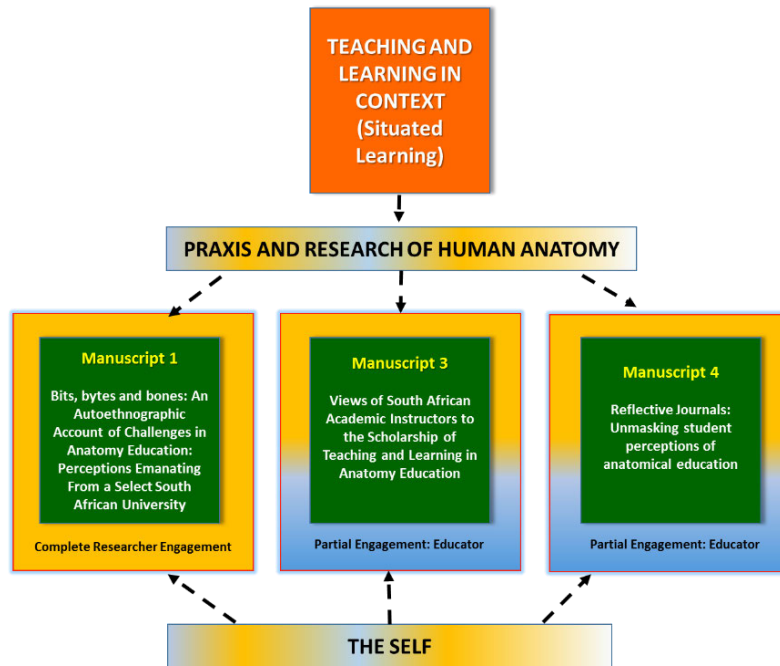 TEACHING AND
LEARNING IN
CONTEXT
(Situated
Learning)
PRAXIS AND RESEARCH OF HUMAN ANATOMY
Manuscript 1
Bits, bytes and bones: An
Autoethnographic
Account of Challenges in
Anatomy Education:
Perceptions Emanating
From a Select South
African University
Complete Researcher Engagement
Manuscript 3
Views of South African
Academic Instructors to
the Scholarship of
Teaching and Learning in
Anatomy Education
Partial Engagement: Educator
Manuscript 4
Reflective Journals:
Unmasking student
perceptions of
anatomical education
Partial Engagement: Educator
THE SELF